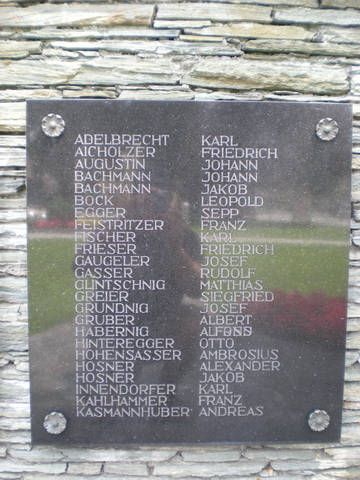 ADELBRECHT KARL
AICHOLZER FRIEDRICH
AUGUSTIN JOHANN
BACHMANN JOHANN
BACHMANN JAKOB
BOCK LEOPOLD
EGGER SEPP
FEISTRITZER FRANZ
FISCHER KARL
FRIESER FRIEDRICH
GAUGELER JOSEF
GASSER RUDOLF
GLINTSCHNIG MATTHIAS
GREIER SIEGFRIED
GRUNDNIG JOSEF
GRUBER ALBERT
HABERNIG ALFONS
HINTEREGGER OTTO
HOHENSASSER AMBROSIUS
HOSNER ALEXANDER
HOSNER JAKOB
INNENDORFER KARL
KAHLHAMMER FRANZ
KASMANNHUBER ANDREAS